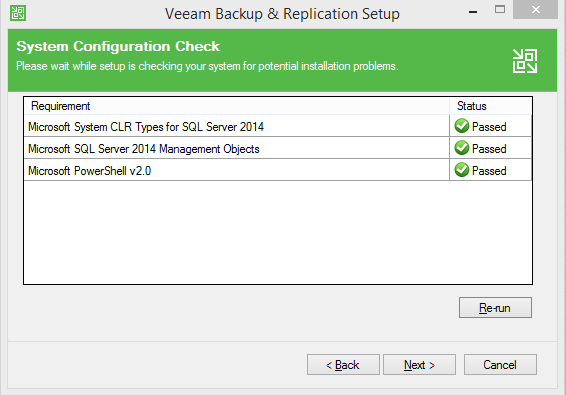 Veeam Backup & Replication Setup
System Configuration Check
Please wait while setup is checking your system for potential installation problems.
Requirement Status
Microsoft System CLR Types for SQL Server 2014 Passed
Microsoft SQL Server 2014 Management Objects Passed
Microsoft PowerShell v2.0 Passed
Re-run
< Back Next > Cancel